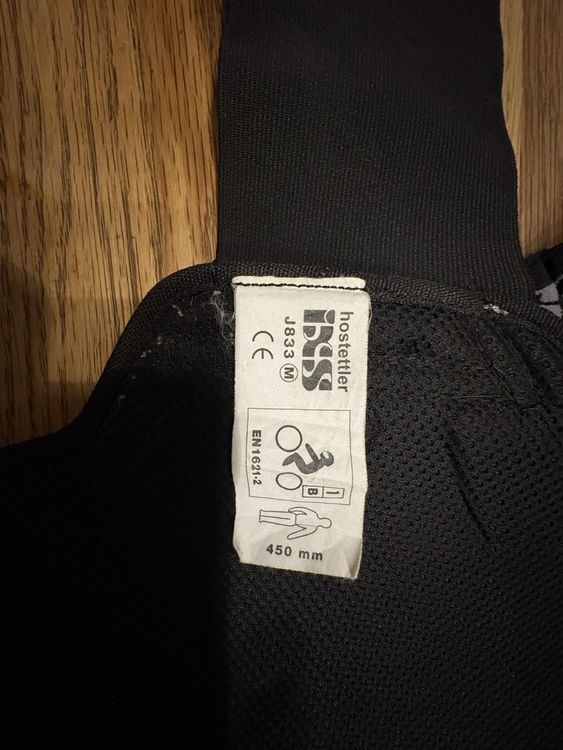 hostettler
iXS
J833 M
CE
EN1621-2
1
B
450 mm